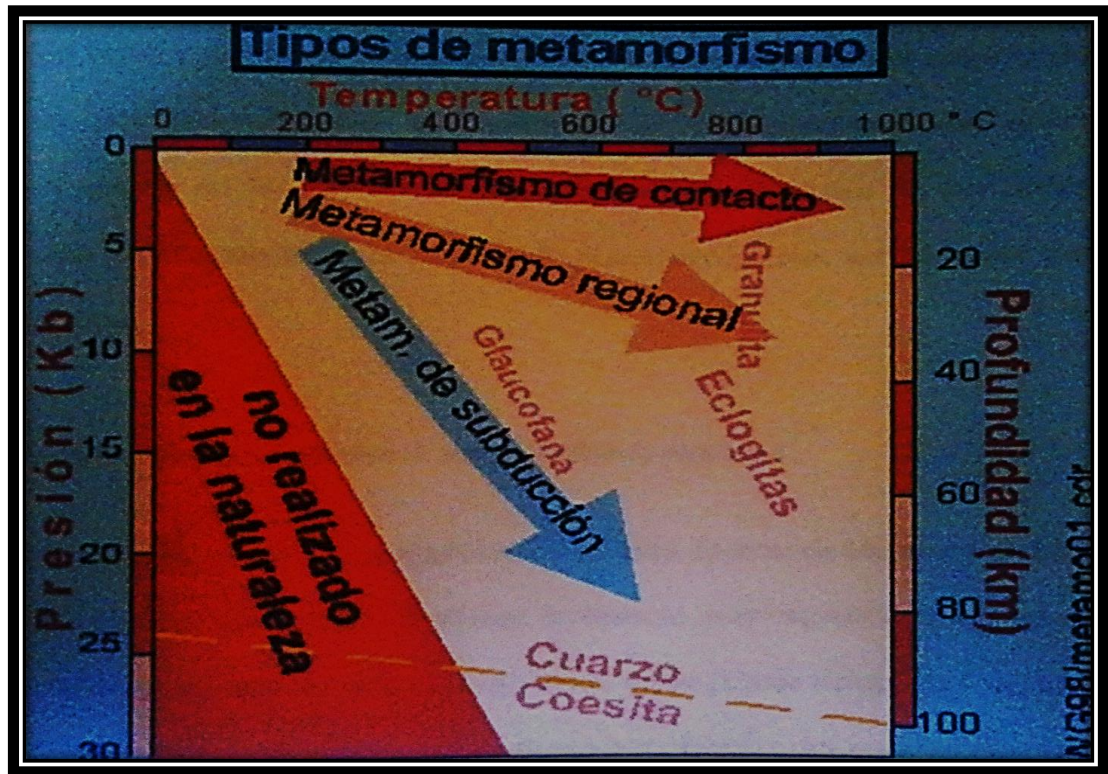 Tipos de metamorfismo
Temperatura ( °C)
0 200 400 600 800 1000 ° C
0
5
10
15
20
25
30
Presión (Kb)
Metamorfismo de contacto
Metamorfismo regional
Metam. de subducción
Granulita
Glaucofana
Eclogitas
no realizado
en la naturaleza
Cuarzo
Coesita
20
40
60
80
100
Profundidad (km)